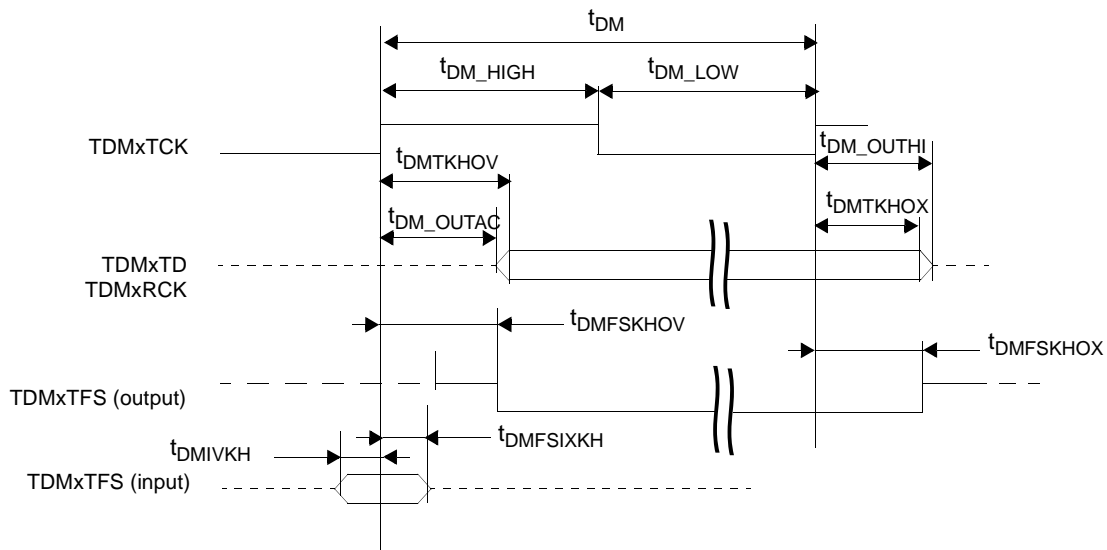 tDM
tDM_HIGH
tDM_LOW
TDMxTCK
tDM_OUTHI
tDMTKHOV
tDMTKHOX
tDM_OUTAC
TDMxTD
TDMxRCK
tDMFSKHOV
tDMFSKHOX
TDMxTFS (output)
tDMFSIXKH
tDMIVKH
TDMxTFS (input)